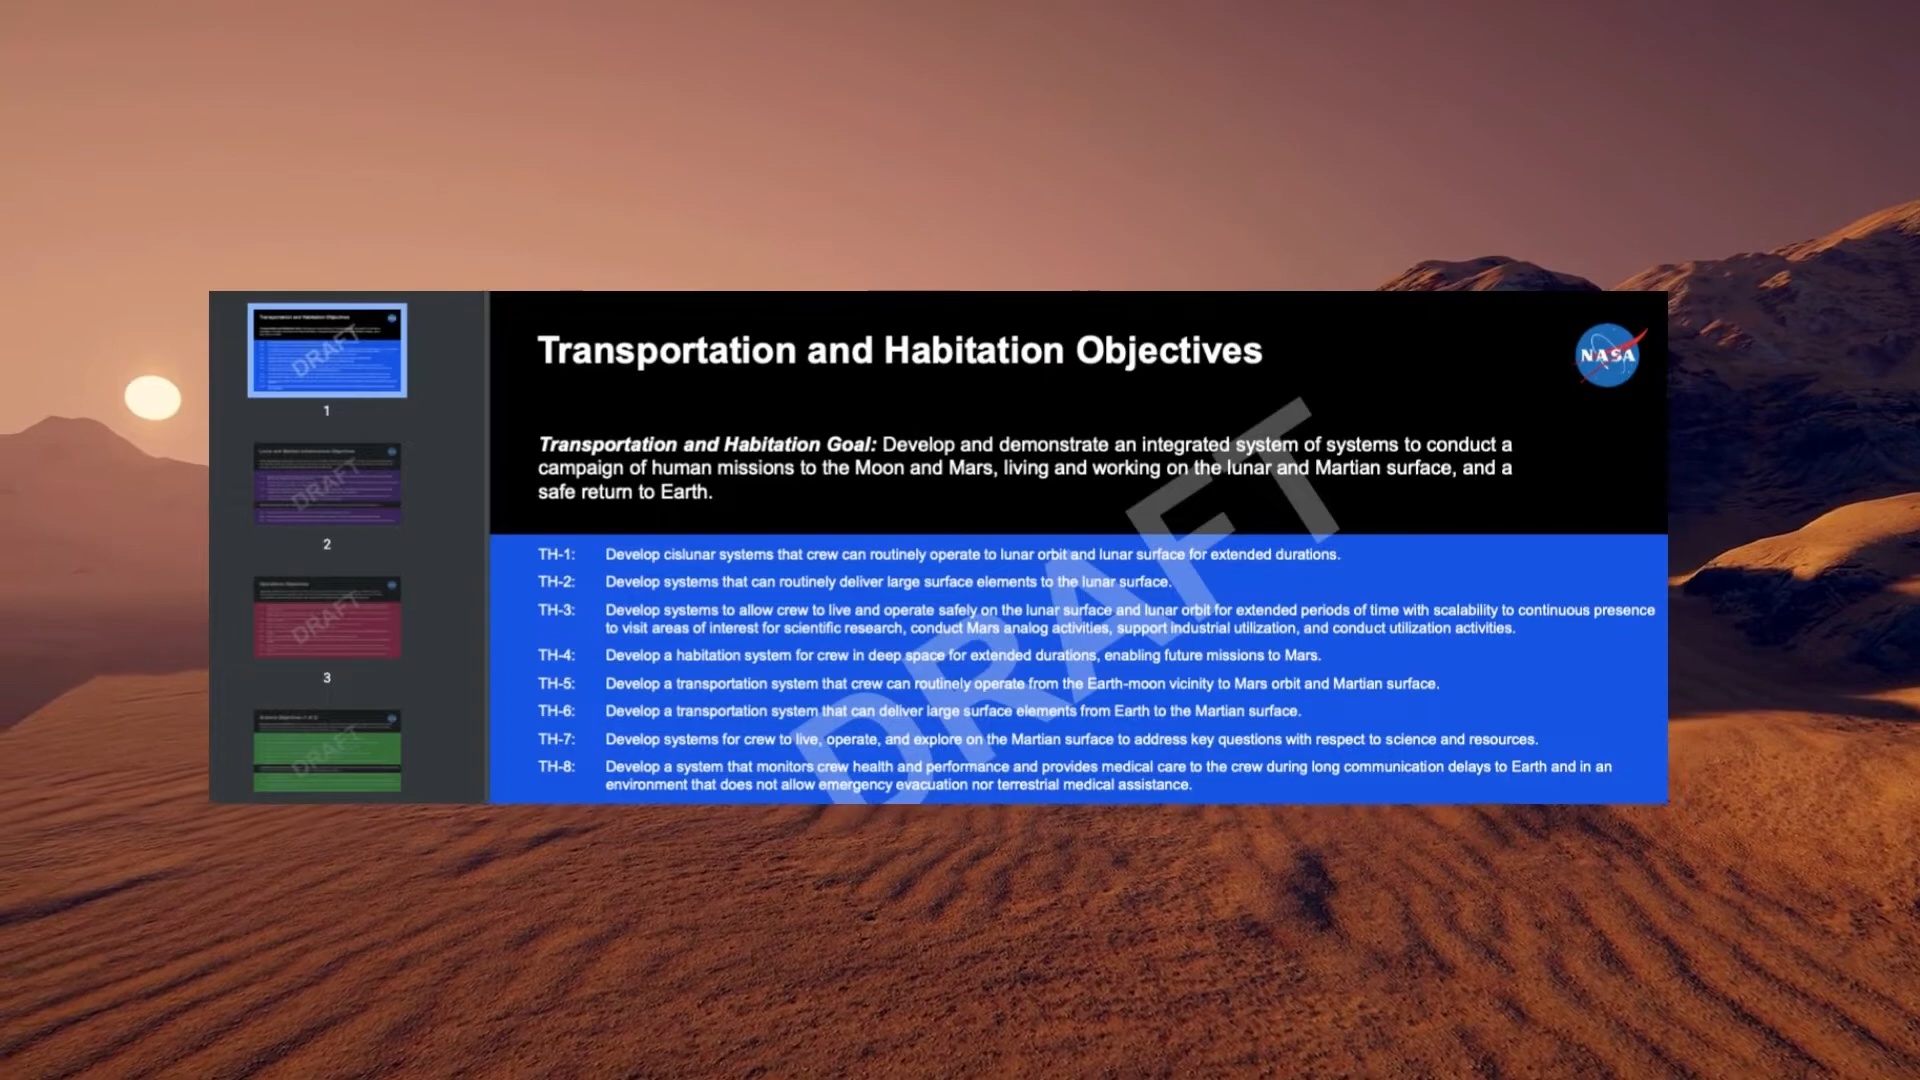 Transportation and Habitation Objectives
NASA
Transportation and Habitation Goal: Develop and demonstrate an integrated system of systems to conduct a
campaign of human missions to the Moon and Mars, living and working on the lunar and Martian surface, and a
safe return to Earth.
TH-1: Develop cislunar systems that crew can routinely operate to lunar orbit and lunar surface for extended durations.
TH-2: Develop systems that can routinely deliver large surface elements to the lunar surface.
TH-3: Develop systems to allow crew to live and operate safely on the lunar surface and lunar orbit for extended periods of time with scalability to continuous presence
to visit areas of interest for scientific research, conduct Mars analog activities, support industrial utilization, and conduct utilization activities.
TH-4: Develop a habitation system for crew in deep space for extended durations, enabling future missions to Mars.
TH-5: Develop a transportation system that crew can routinely operate from the Earth-moon vicinity to Mars orbit and Martian surface.
TH-6: Develop a transportation system that can deliver large surface elements from Earth to the Martian surface.
TH-7: Develop systems for crew to live, operate, and explore on the Martian surface to address key questions with respect to science and resources.
TH-8: Develop a system that monitors crew health and performance and provides medical care to the crew during long communication delays to Earth and in an
environment that does not allow emergency evacuation nor terrestrial medical assistance.
DRAFT
Transportation and Habitation Objectives
DRAFT
1
DRAFT
2
DRAFT
3
DRAFT